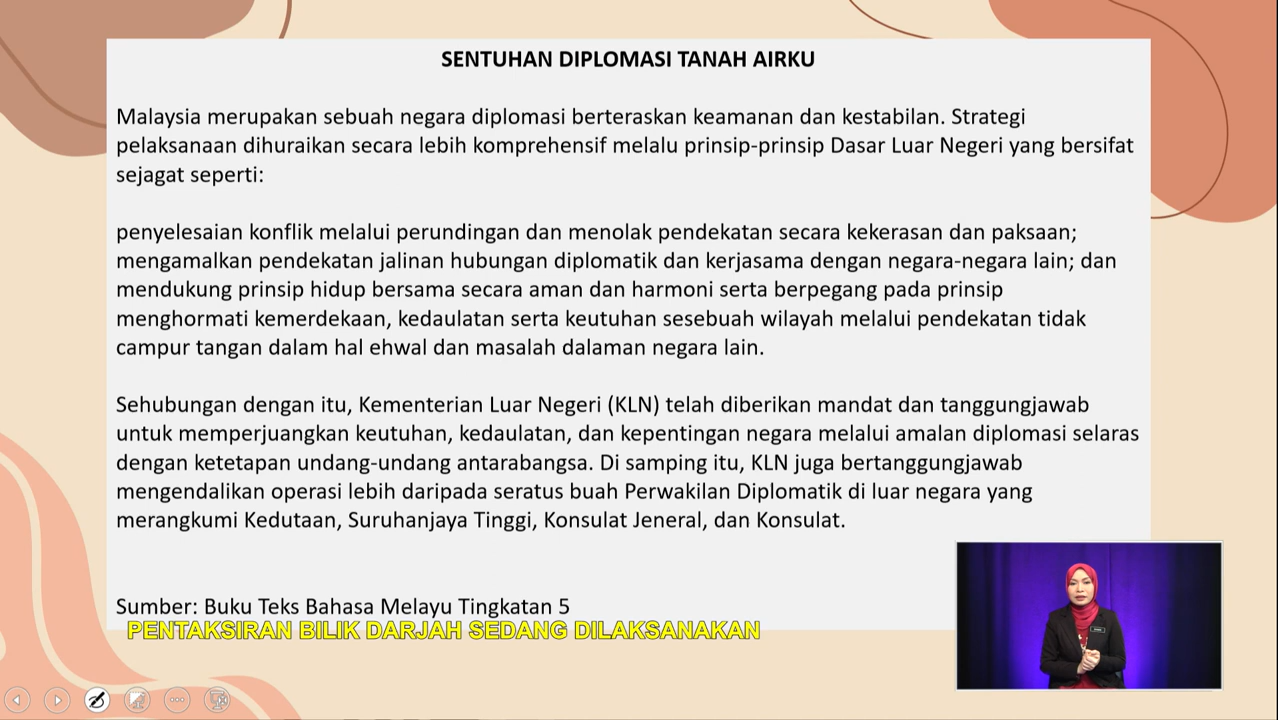 SENTUHAN DIPLOMASI TANAH AIRKU
Malaysia merupakan sebuah negara diplomasi berteraskan keamanan dan kestabilan. Strategi
pelaksanaan dihuraikan secara lebih komprehensif melalu prinsip-prinsip Dasar Luar Negeri yang bersifat
sejagat seperti:
penyelesaian konflik melalui perundingan dan menolak pendekatan secara kekerasan dan paksaan;
mengamalkan pendekatan jalinan hubungan diplomatik dan kerjasama dengan negara-negara lain; dan
mendukung prinsip hidup bersama secara aman dan harmoni serta berpegang pada prinsip
menghormati kemerdekaan, kedaulatan serta keutuhan sesebuah wilayah melalui pendekatan tidak
campur tangan dalam hal ehwal dan masalah dalaman negara lain.
Sehubungan dengan itu, Kementerian Luar Negeri (KLN) telah diberikan mandat dan tanggungjawab
untuk memperjuangkan keutuhan, kedaulatan, dan kepentingan negara melalui amalan diplomasi selaras
dengan ketetapan undang-undang antarabangsa. Di samping itu, KLN juga bertanggungjawab
mengendalikan operasi lebih daripada seratus buah Perwakilan Diplomatik di luar negara yang
merangkumi Kedutaan, Suruhanjaya Tinggi, Konsulat Jeneral, dan Konsulat.
Sumber: Buku Teks Bahasa Melayu Tingkatan 5
PENTAKSIRAN BILIK DARJAH SEDANG DILAKSANAKAN